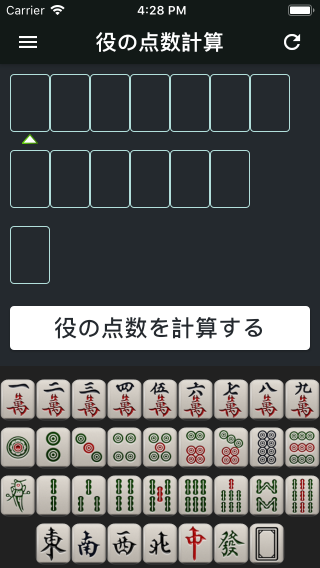 Carrier 4:28 PM
役の点数計算
役の点数を計算する
一萬 二萬 三萬 四萬 伍萬 六萬 七萬 八萬 九萬
東 南 西 北 中 發